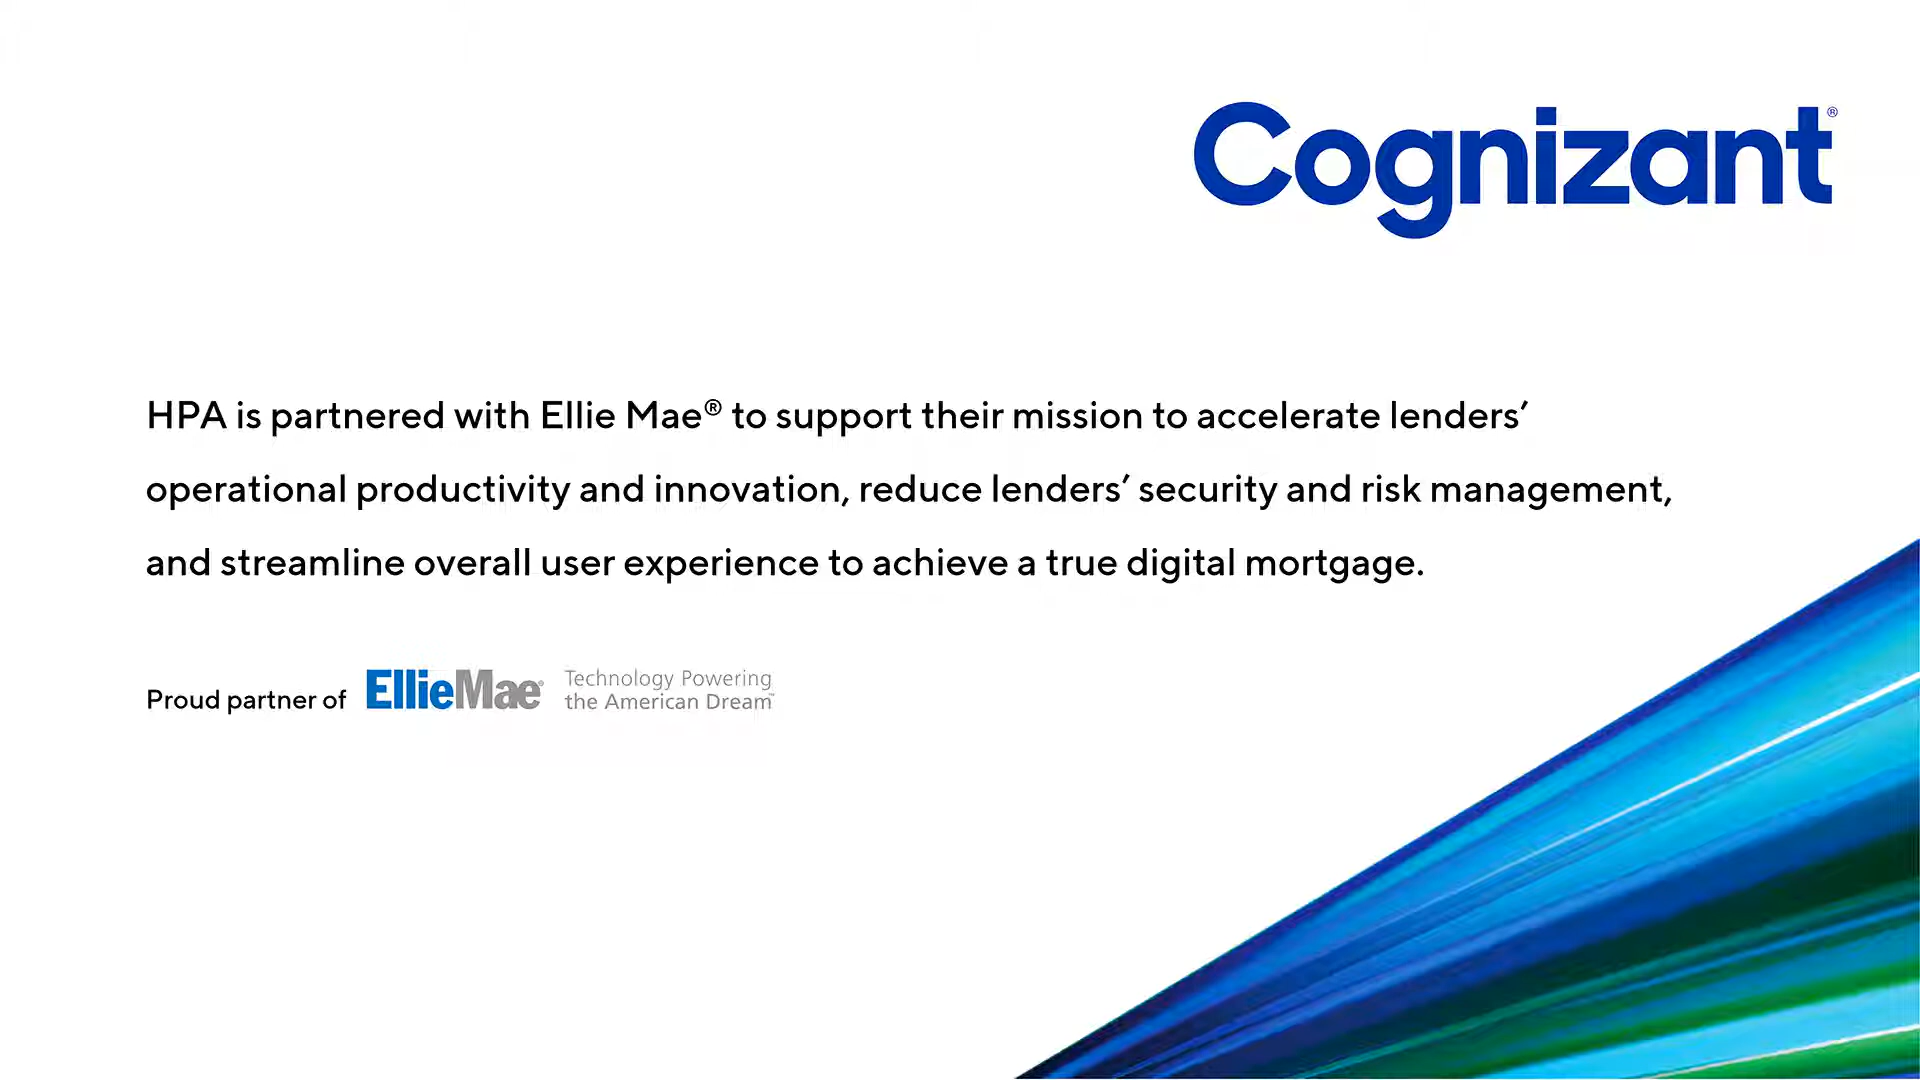 Cognizant®
HPA is partnered with Ellie Mae® to support their mission to accelerate lenders’
operational productivity and innovation, reduce lenders’ security and risk management,
and streamline overall user experience to achieve a true digital mortgage.
Proud partner of EllieMae® Technology Powering
the American Dream™